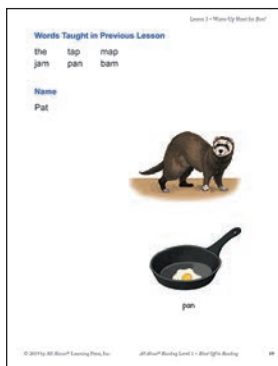 Lesson 3 – Warm-Up Hunt for Bam!
Words Taught in Previous Lesson
the tap map
jam pan bam
Name
Pat
pan
© 2019 by All About® Learning Press, Inc.
All About® Reading Level 1 – Blast Off to Reading